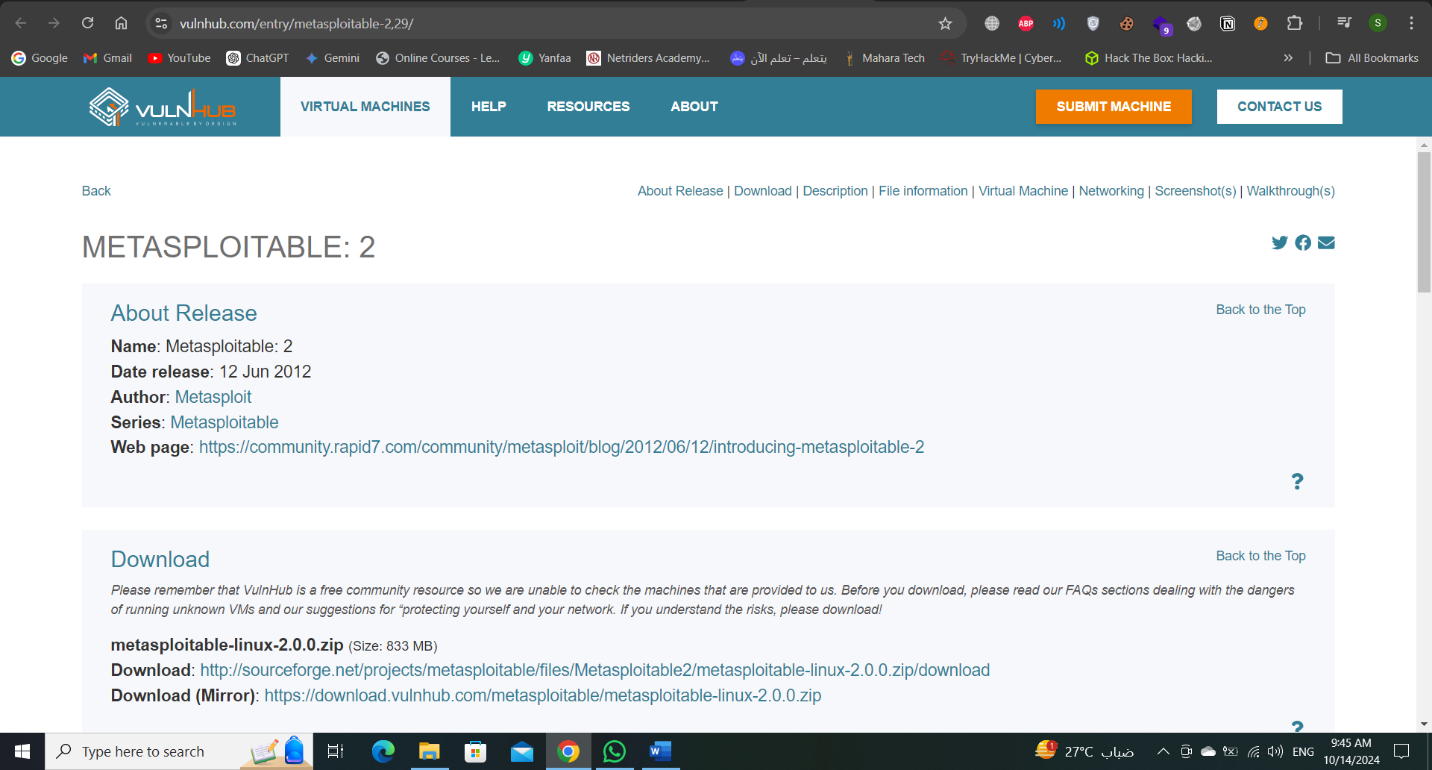 vulnhub.com/entry/metasploitable-2,29/
ABP
9
S
Google
Gmail
YouTube
ChatGPT
Gemini
Online Courses - Le...
Yanfaa
Netriders Academy...
يتعلم – تعلم الآن
Mahara Tech
TryHackMe | Cyber...
Hack The Box: Hacki...
»
All Bookmarks
VULNHUB
VULNERABLE BY DESIGN
VIRTUAL MACHINES
HELP
RESOURCES
ABOUT
SUBMIT MACHINE
CONTACT US
Back
About Release | Download | Description | File information | Virtual Machine | Networking | Screenshot(s) | Walkthrough(s)
METASPLOITABLE: 2
About Release
Back to the Top
Name: Metasploitable: 2
Date release: 12 Jun 2012
Author: Metasploit
Series: Metasploitable
Web page: https://community.rapid7.com/community/metasploit/blog/2012/06/12/introducing-metasploitable-2
?
Download
Back to the Top
Please remember that VulnHub is a free community resource so we are unable to check the machines that are provided to us. Before you download, please read our FAQs sections dealing with the dangers
of running unknown VMs and our suggestions for “protecting yourself and your network. If you understand the risks, please download!
metasploitable-linux-2.0.0.zip (Size: 833 MB)
Download: http://sourceforge.net/projects/metasploitable/files/Metasploitable2/metasploitable-linux-2.0.0.zip/download
Download (Mirror): https://download.vulnhub.com/metasploitable/metasploitable-linux-2.0.0.zip
?
Type here to search
1
27°C ضباب
ENG
9:45 AM
10/14/2024